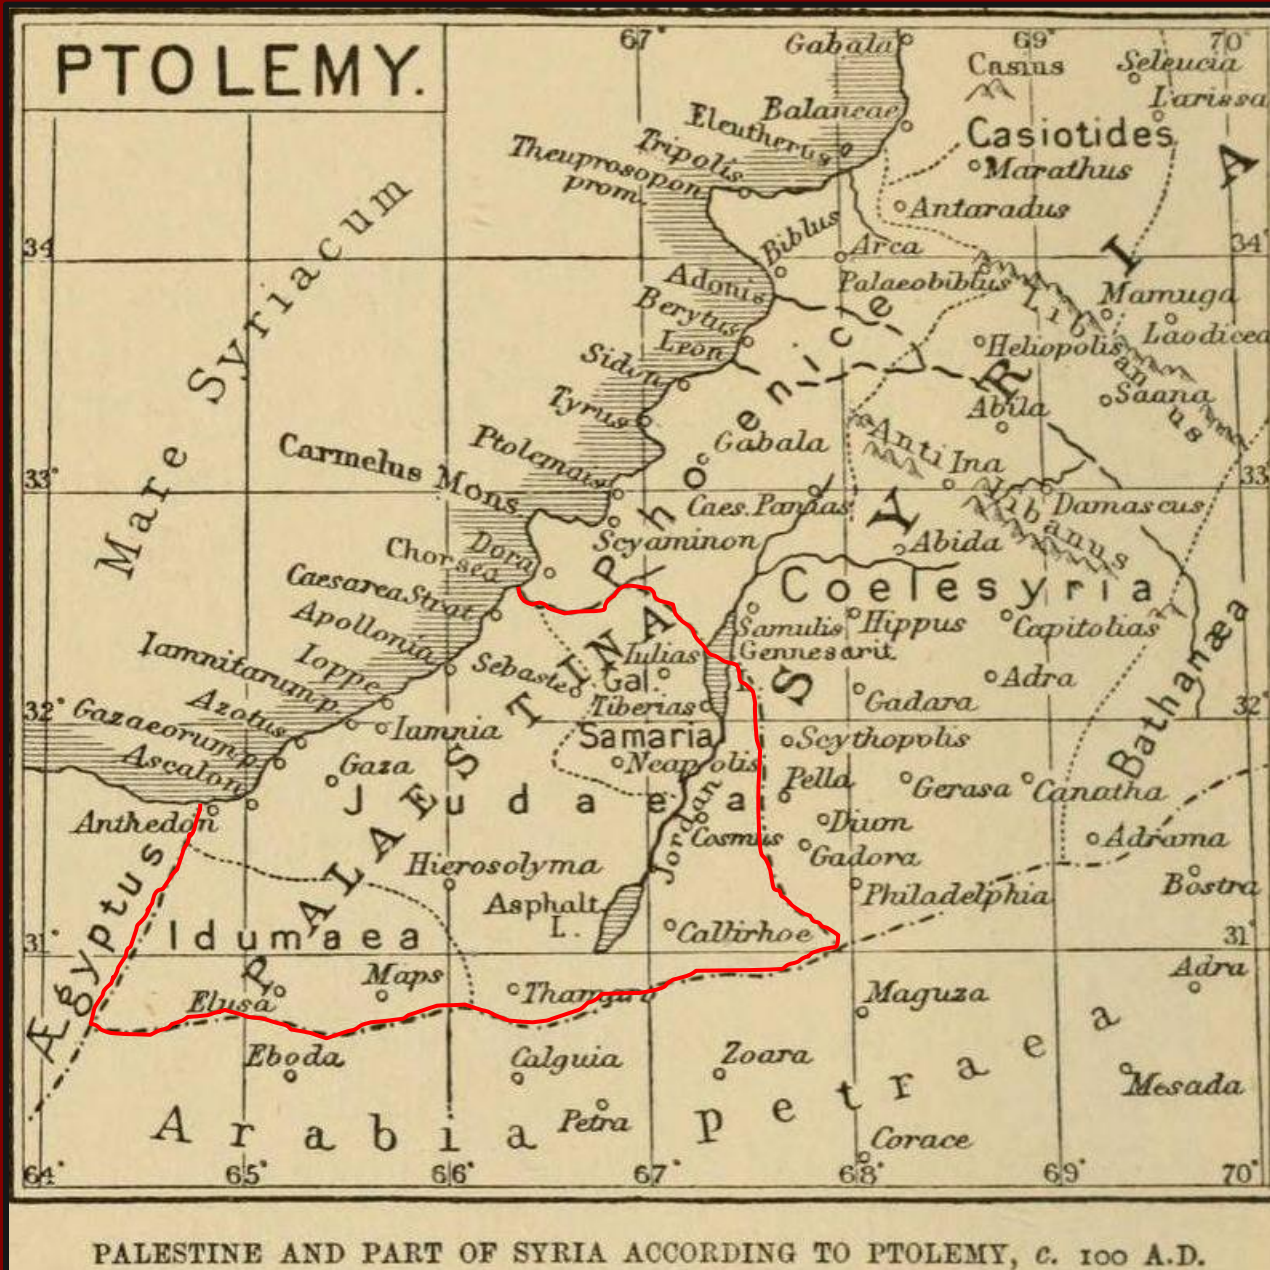 PTOLEMY.
67°
69°
70°
Gabala
Casius
Seleucia
Larissa
Balaneae
Eleutherus
Casiotides
Tripolis
Theuprosopon
prom.
Marathus
Antaradus
S Y R I A
Mare Syriacum
34°
34°
Biblus
Arca
Adonis
Palaeobiblus
Libanus
Mamuga
Berytus
Laodicea
Leon
Heliopolis
Sidon
Phoenice
Saana
Abila
Tyrus
Ptolemais
Gabala
Anti Libanus
Ina
Carmelus Mons.
33°
33°
Caes. Panias
Damascus
Scyaminon
Abida
Dora
Chorsea
Coelesyria
Caesarea Strat.
Samulis
Hippus
Capitolias
Apollonia
Gennesarit
L.
Iulias
Sebaste
Gal.
Adra
Bathanæa
Ioppe
Iamnitarum p.
Tiberias
Gadara
32°
32°
Azotus
Iamnia
Samaria
Scythopolis
Gazaeorum p.
Neapolis
Ascalon
Gaza
Pella
Gerasa
Canatha
Judaea
PALAESTINA
Anthedon
Jordan
Cosmus
Dium
Adrama
Gadora
Hierosolyma
Philadelphia
Bostra
Asphalt.
L.
Ægyptus
Idumaea
Callirhoe
31°
31°
Maps
Adra
Elusa
Thamaro
Maguza
Eboda
Calguia
Zoara
Mesada
Arabia petraea
Petra
Corace
64°
65°
66°
67°
68°
69°
70°
PALESTINE AND PART OF SYRIA ACCORDING TO PTOLEMY, c. 100 A.D.